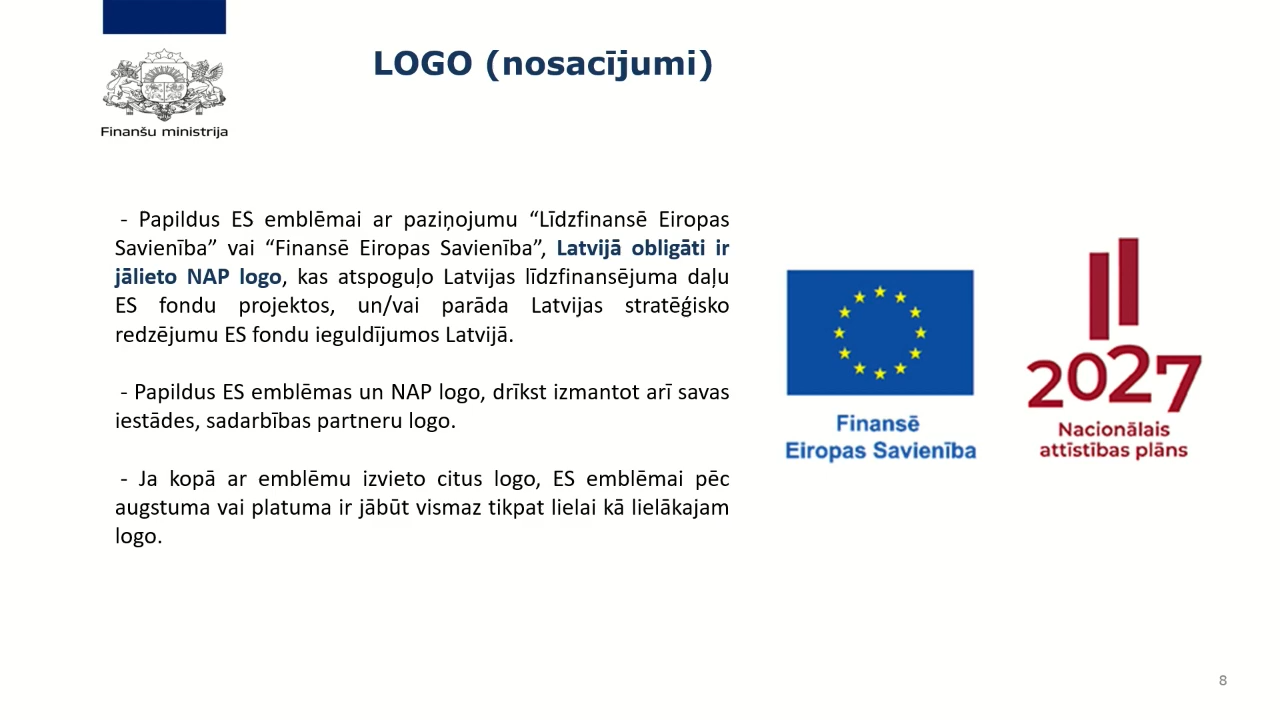 LOGO (nosacījumi)
Finanšu ministrija
- Papildus ES emblēmai ar paziņojumu “Līdzfinansē Eiropas
Savienība” vai “Finansē Eiropas Savienība”, Latvijā obligāti ir
jālieto NAP logo, kas atspoguļo Latvijas līdzfinansējuma daļu
ES fondu projektos, un/vai parāda Latvijas stratēģisko
redzējumu ES fondu ieguldījumos Latvijā.
- Papildus ES emblēmas un NAP logo, drīkst izmantot arī savas
iestādes, sadarbības partneru logo.
- Ja kopā ar emblēmu izvieto citus logo, ES emblēmai pēc
augstuma vai platuma ir jābūt vismaz tikpat lielai kā lielākajam
logo.
Finansē
Eiropas Savienība
2027
Nacionālais
attīstības plāns
8